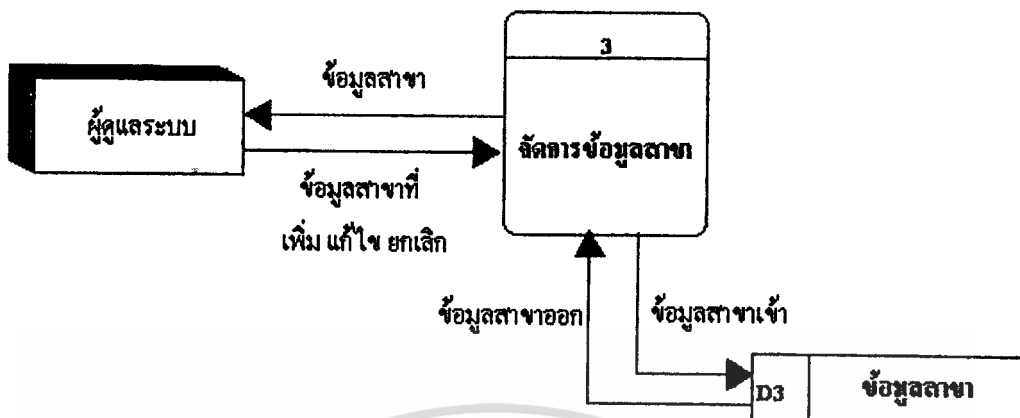 3
ข้อมูลสาขา
ผู้ดูแลระบบ
จัดการข้อมูลสาขา
ข้อมูลสาขาที่
เพิ่ม แก้ไข ยกเลิก
ข้อมูลสาขาออก
ข้อมูลสาขาเข้า
D3
ข้อมูลสาขา